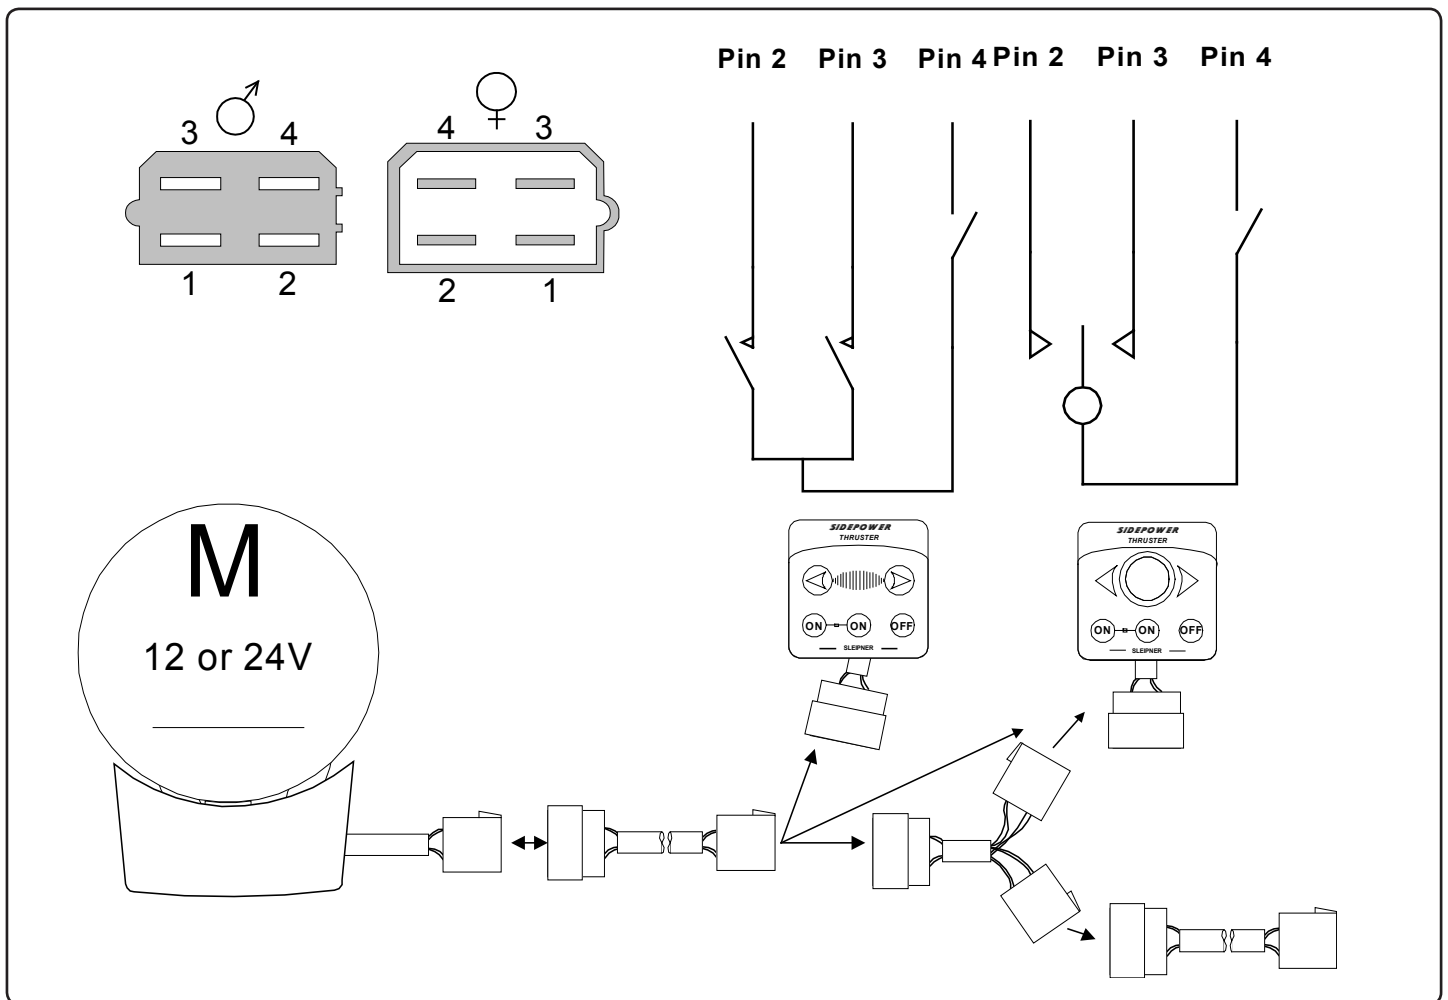 Pin 2 Pin 3 Pin 4 Pin 2 Pin 3 Pin 4
3 4
4 3
1 2
2 1
M
12 or 24V
SIDEPOWER
THRUSTER
ON ON OFF
SLEIPNER
SIDEPOWER
THRUSTER
ON ON OFF
SLEIPNER